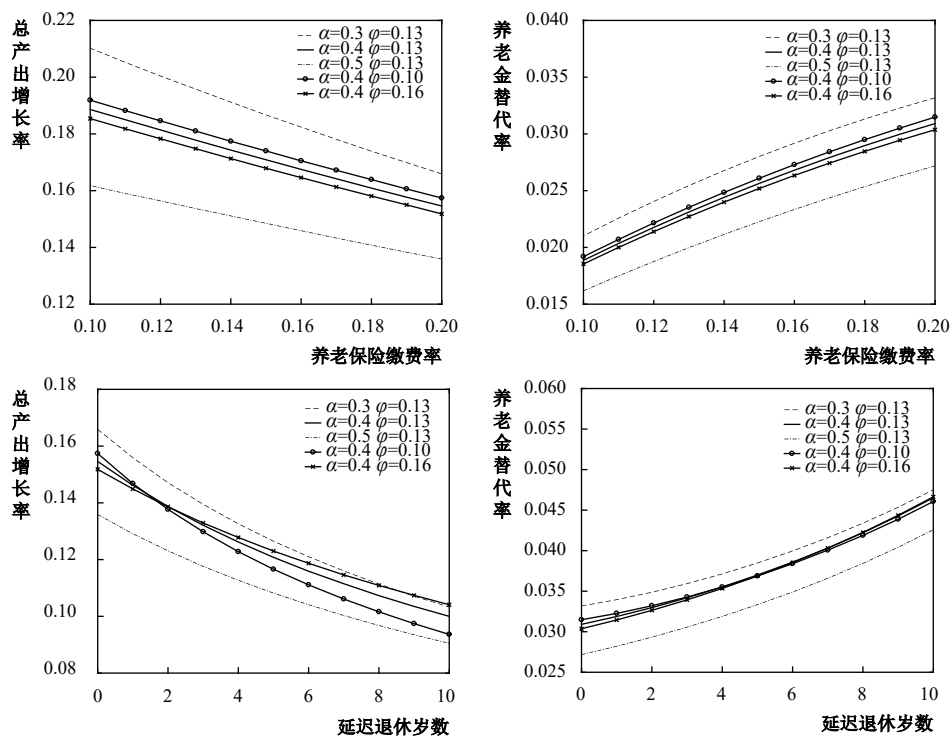 总产出增长率
0.22
0.20
0.18
0.16
0.14
0.12
α=0.3 φ=0.13
α=0.4 φ=0.13
α=0.5 φ=0.13
α=0.4 φ=0.10
α=0.4 φ=0.16
0.10 0.12 0.14 0.16 0.18 0.20
养老保险缴费率
养老金替代率
0.040
0.035
0.030
0.025
0.020
0.015
α=0.3 φ=0.13
α=0.4 φ=0.13
α=0.5 φ=0.13
α=0.4 φ=0.10
α=0.4 φ=0.16
0.10 0.12 0.14 0.16 0.18 0.20
养老保险缴费率
总产出增长率
0.18
0.16
0.14
0.12
0.10
0.08
α=0.3 φ=0.13
α=0.4 φ=0.13
α=0.5 φ=0.13
α=0.4 φ=0.10
α=0.4 φ=0.16
0 2 4 6 8 10
延迟退休岁数
养老金替代率
0.060
0.055
0.050
0.045
0.040
0.035
0.030
0.025
α=0.3 φ=0.13
α=0.4 φ=0.13
α=0.5 φ=0.13
α=0.4 φ=0.10
α=0.4 φ=0.16
0 2 4 6 8 10
延迟退休岁数